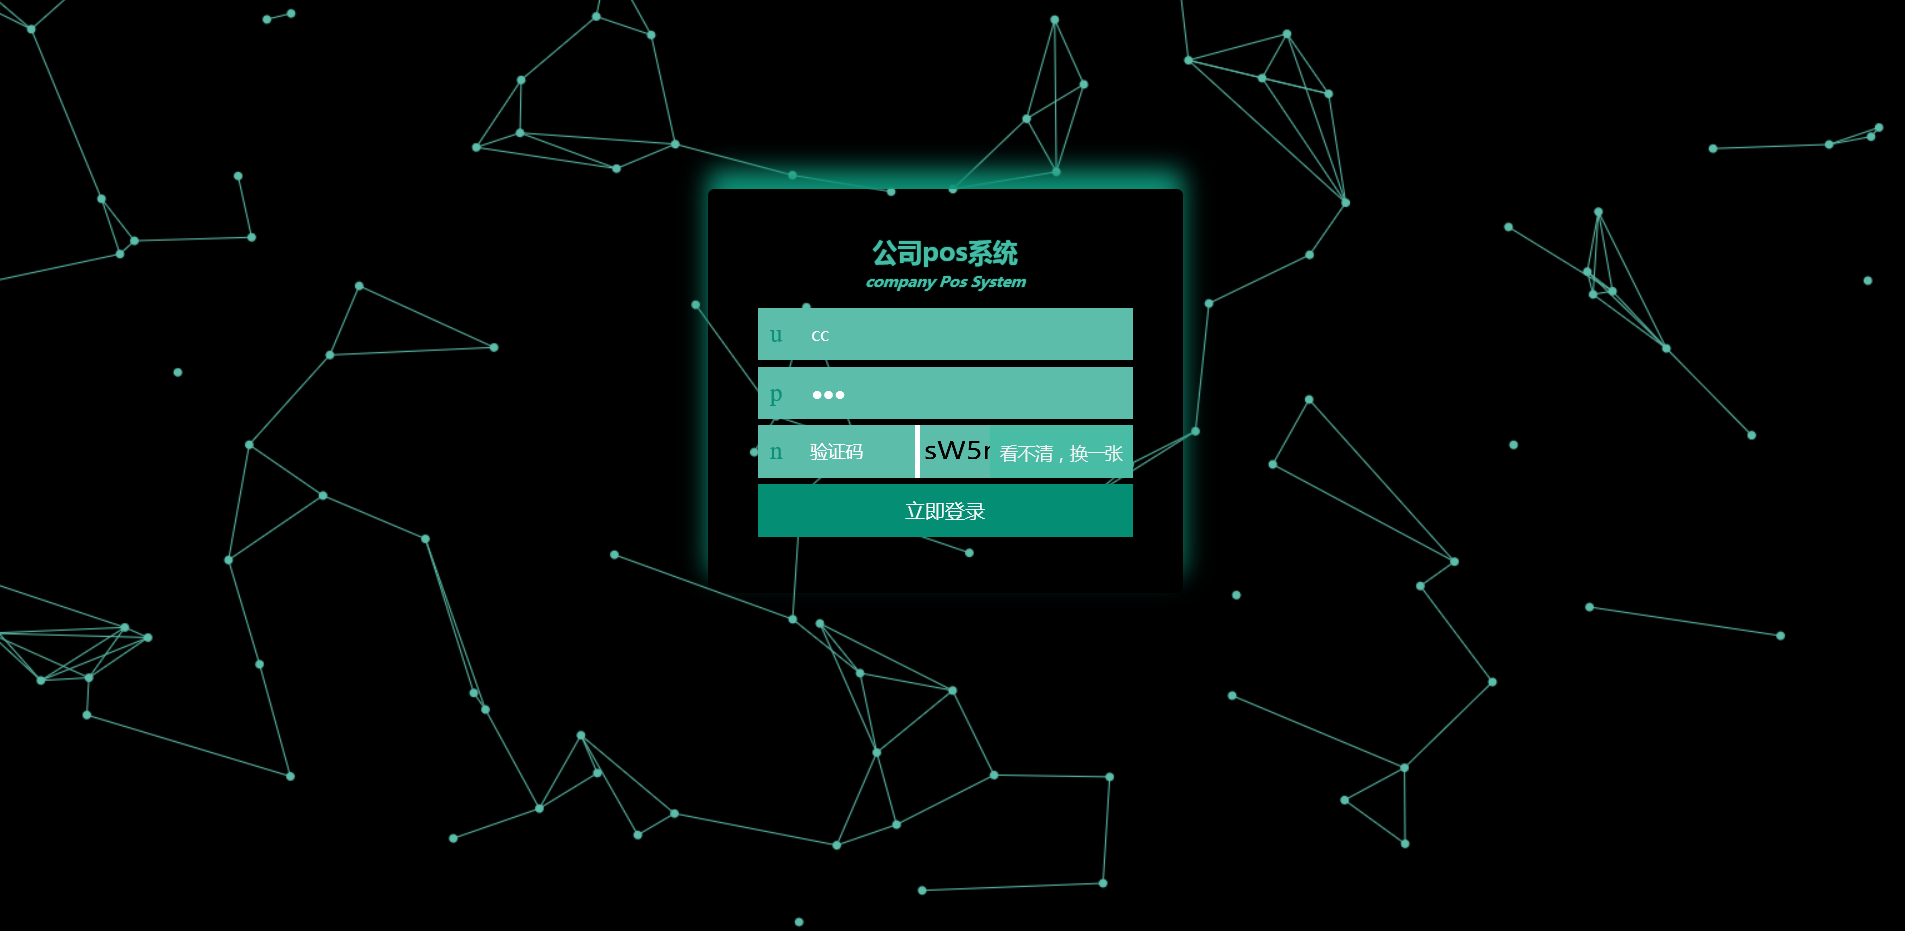 公司pos系统
company Pos System
u cc
p •••
n 验证码 sW5 看不清，换一张
立即登录